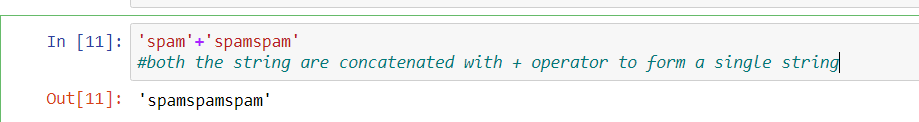 In [11]: 'spam'+'spamspam'
#both the string are concatenated with + operator to form a single string
Out[11]: 'spamspamspam'